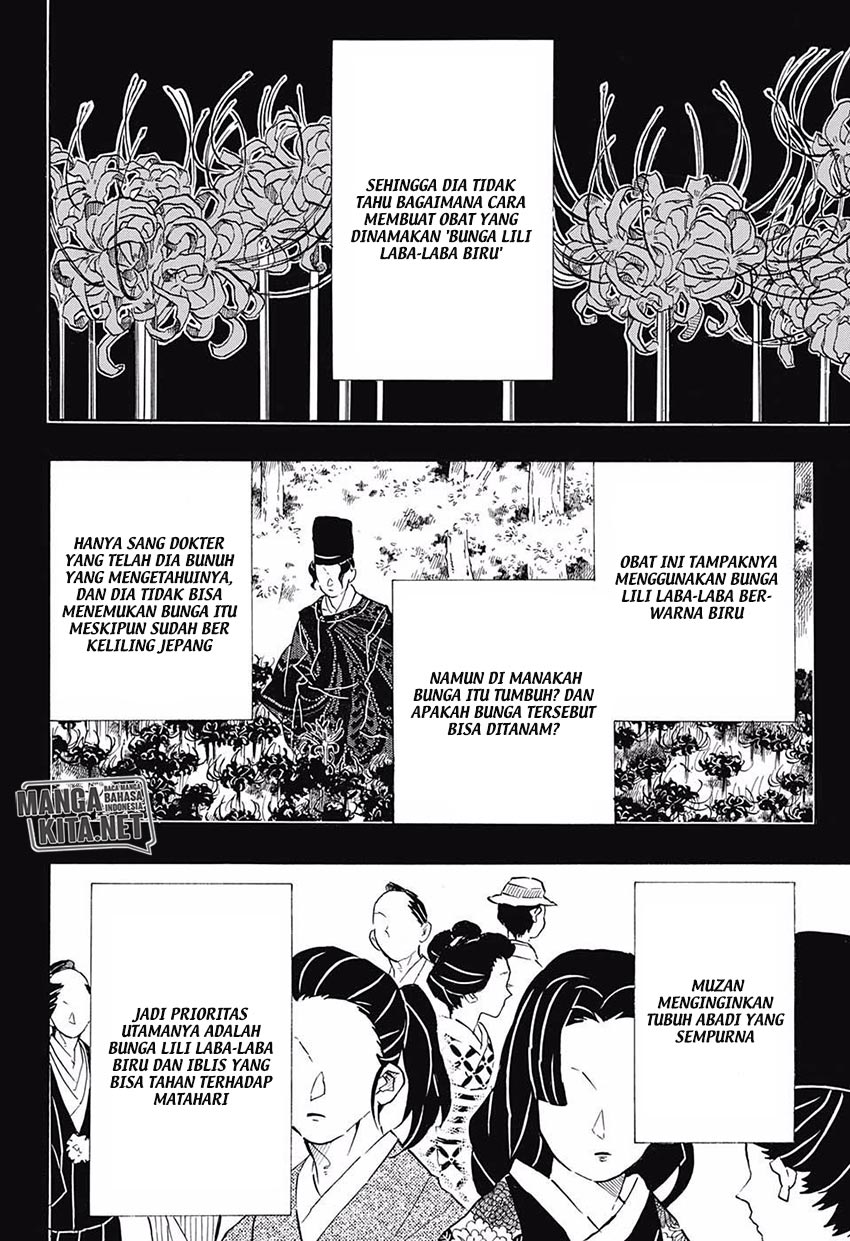 SEHINGGA DIA TIDAK
TAHU BAGAIMANA CARA
MEMBUAT OBAT YANG
DINAMAKAN 'BUNGA LILI
LABA-LABA BIRU'
OBAT INI TAMPAKNYA
MENGGUNAKAN BUNGA
LILI LABA-LABA BER-
WARNA BIRU
NAMUN DI MANAKAH
BUNGA ITU TUMBUH? DAN
APAKAH BUNGA TERSEBUT
BISA DITANAM?
HANYA SANG DOKTER
YANG TELAH DIA BUNUH
YANG MENGETAHUINYA,
DAN DIA TIDAK BISA
MENEMUKAN BUNGA ITU
MESKIPUN SUDAH BER
KELILING JEPANG
MANGA
BACA MANGA
BAHASA
INDONESIA
KITA.NET
MUZAN
MENGINGINKAN
TUBUH ABADI YANG
SEMPURNA
JADI PRIORITAS
UTAMANYA ADALAH
BUNGA LILI LABA-LABA
BIRU DAN IBLIS YANG
BISA TAHAN TERHADAP
MATAHARI